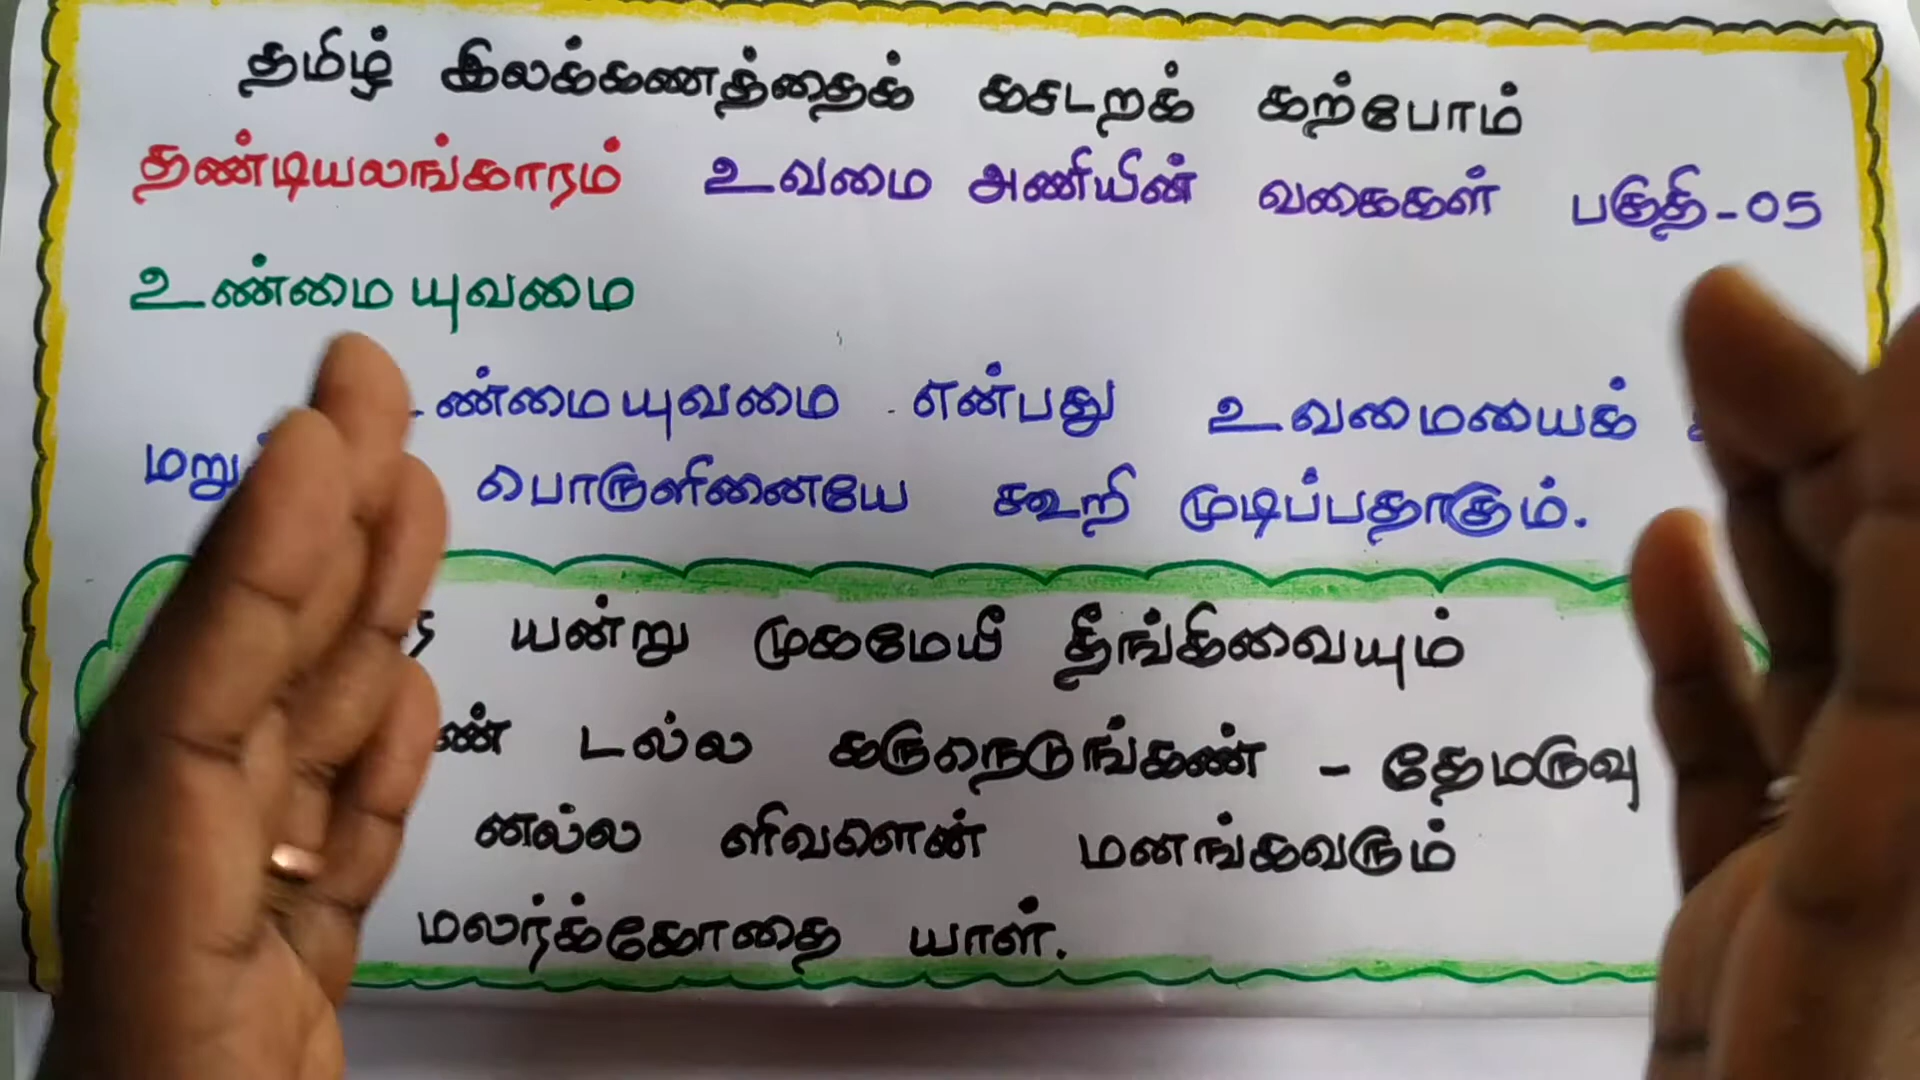 தமிழ் இலக்கணத்தைக் கசடறக் கற்போம்
தண்டியலங்காரம் உவமை அணியின் வகைகள் பகுதி-05
உண்மையுவமை
உண்மையுவமை என்பது உவமையைக்
பொருளினையே கூறி முடிப்பதாகும்.
யன்று முகமேயீ தீங்கிவையும்
டல்ல கருநெடுங்கண் - தேமருவு
னல்ல ளிவளென் மனங்கவரும்
மலர்க்கோதை யாள்.